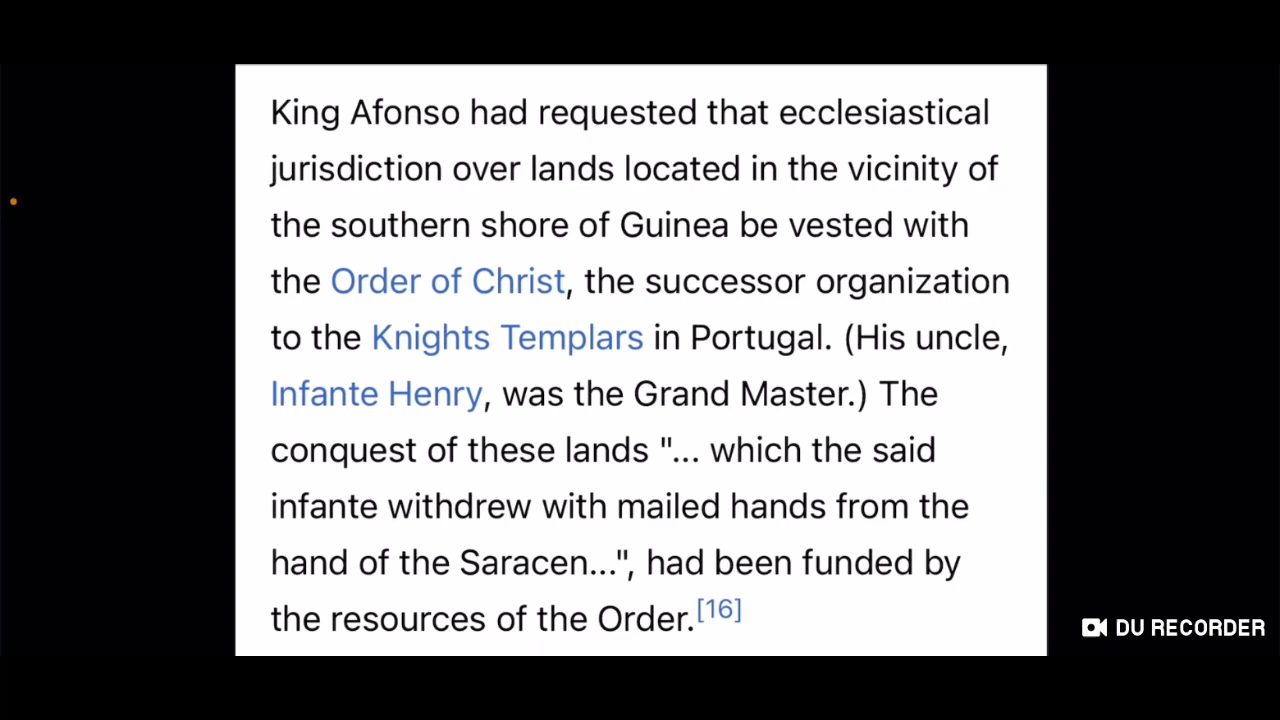 King Afonso had requested that ecclesiastical
jurisdiction over lands located in the vicinity of
the southern shore of Guinea be vested with
the Order of Christ, the successor organization
to the Knights Templars in Portugal. (His uncle,
Infante Henry, was the Grand Master.) The
conquest of these lands "... which the said
infante withdrew with mailed hands from the
hand of the Saracen...", had been funded by
the resources of the Order.[16]
DU RECORDER